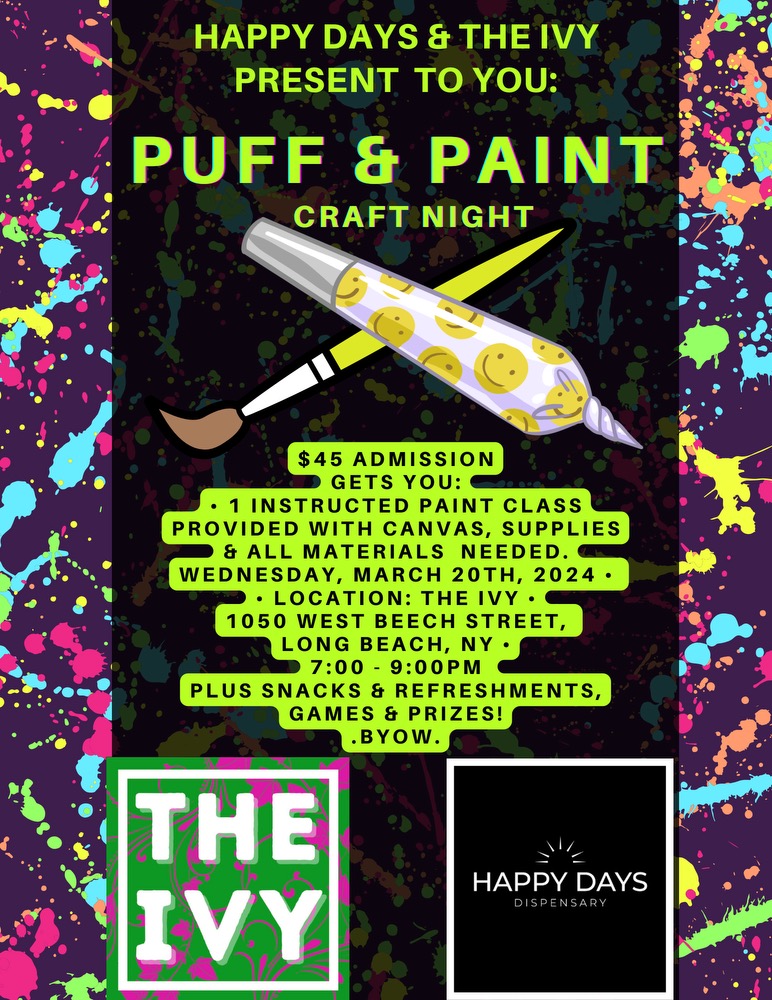 HAPPY DAYS & THE IVY
PRESENT TO YOU:
PUFF & PAINT
CRAFT NIGHT
$45 ADMISSION
GETS YOU:
• 1 INSTRUCTED PAINT CLASS
PROVIDED WITH CANVAS, SUPPLIES
& ALL MATERIALS NEEDED.
WEDNESDAY, MARCH 20TH, 2024 •
• LOCATION: THE IVY •
1050 WEST BEECH STREET,
LONG BEACH, NY •
7:00 - 9:00PM
PLUS SNACKS & REFRESHMENTS,
GAMES & PRIZES!
.BYOW.
THE
IVY
HAPPY DAYS
DISPENSARY